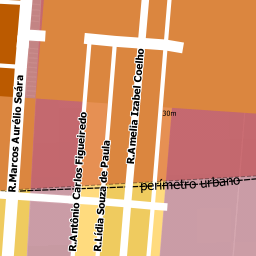 R.Marcos Aurélio Seára
R.Antônio Carlos Figueiredo
R.Lídia Souza de Paula
R.Amelia Izabel Coelho
30m
perímetro urbano